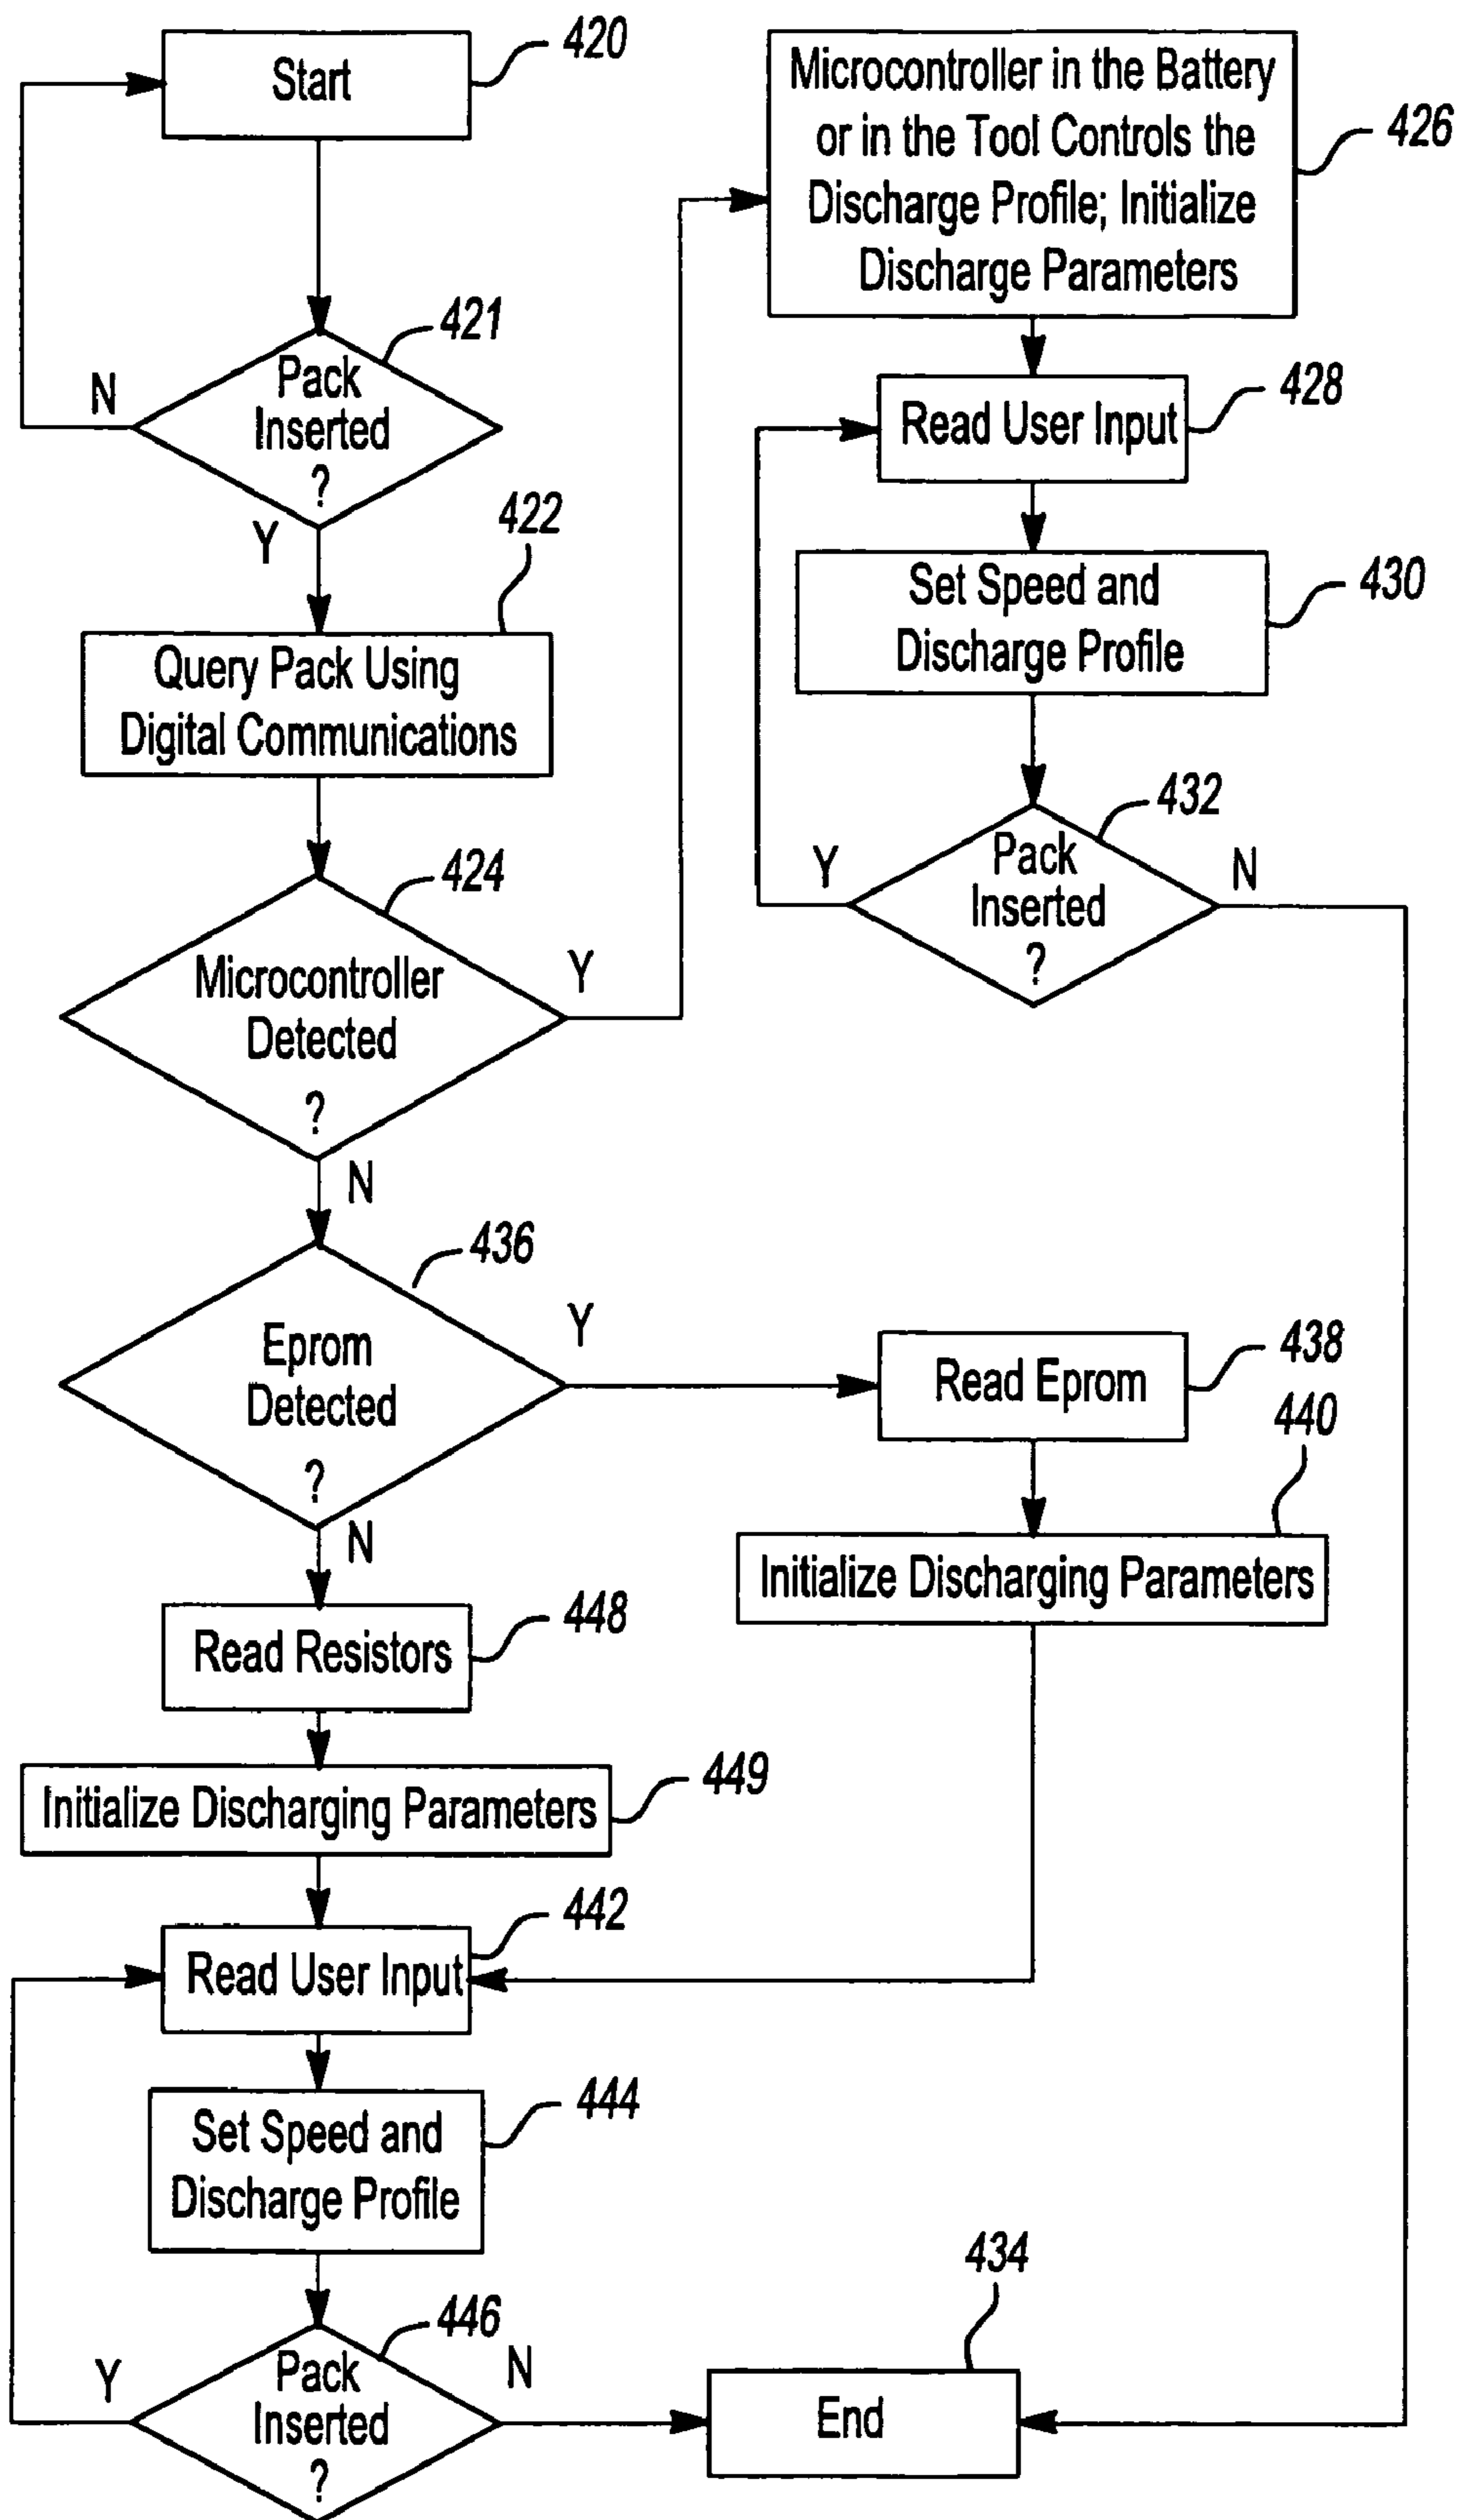 Start
420
Pack
Inserted
?
421
N
Y
Query Pack Using
Digital Communications
422
Microcontroller
Detected
?
424
Y
N
Microcontroller in the Battery
or in the Tool Controls the
Discharge Profile; Initialize
Discharge Parameters
426
Read User Input
428
Set Speed and
Discharge Profile
430
Pack
Inserted
?
432
Y
N
Eprom
Detected
?
436
Y
N
Read Eprom
438
Initialize Discharging Parameters
440
Read Resistors
448
Initialize Discharging Parameters
449
Read User Input
442
Set Speed and
Discharge Profile
444
Pack
Inserted
?
446
Y
N
End
434